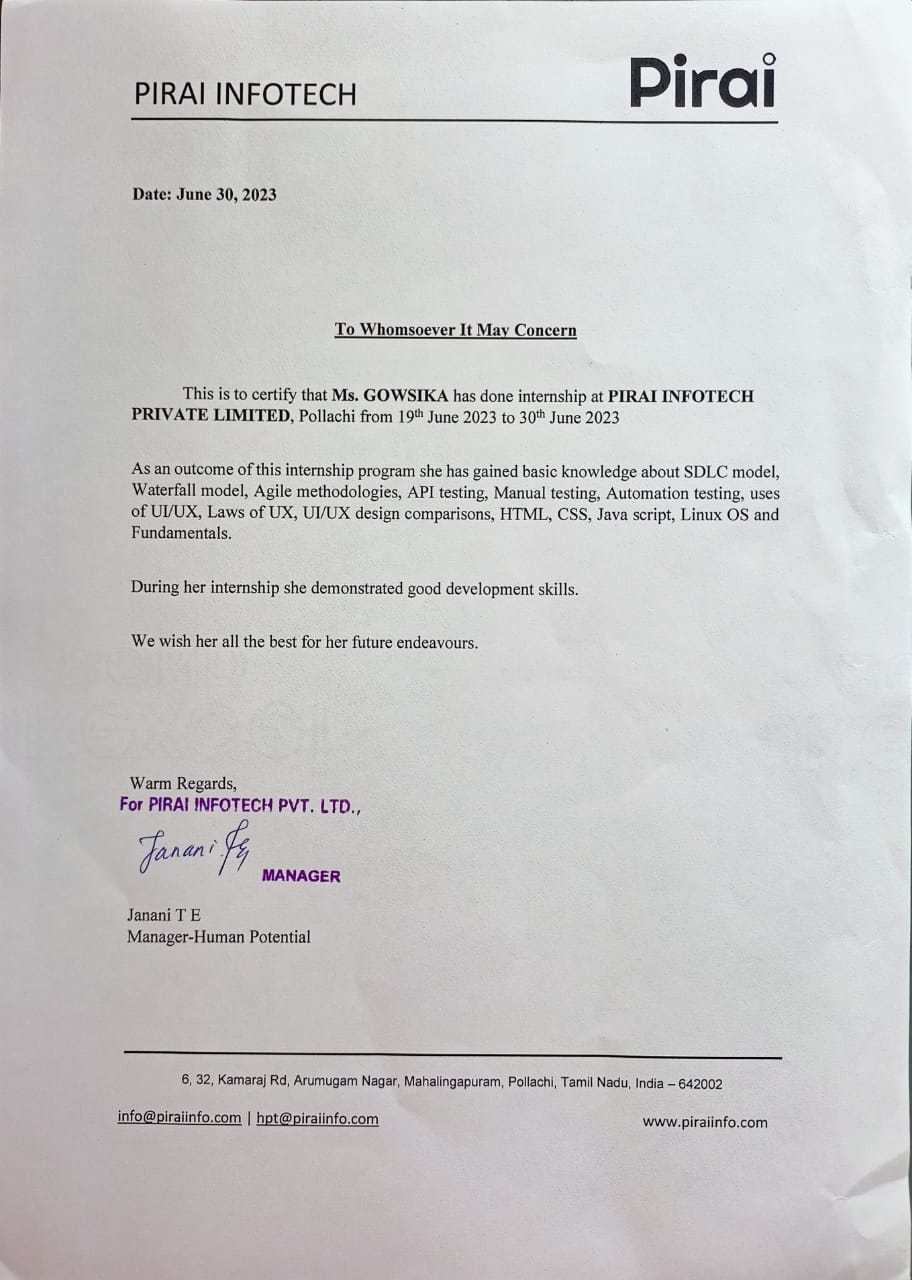 PIRAI INFOTECH
Pirai
Date: June 30, 2023
To Whomsoever It May Concern
This is to certify that Ms. GOWSIKA has done internship at PIRAI INFOTECH
PRIVATE LIMITED, Pollachi from 19th June 2023 to 30th June 2023
As an outcome of this internship program she has gained basic knowledge about SDLC model,
Waterfall model, Agile methodologies, API testing, Manual testing, Automation testing, uses
of UI/UX, Laws of UX, UI/UX design comparisons, HTML, CSS, Java script, Linux OS and
Fundamentals.
During her internship she demonstrated good development skills.
We wish her all the best for her future endeavours.
Warm Regards,
For PIRAI INFOTECH PVT. LTD.,
Janani
MANAGER
Janani T E
Manager-Human Potential
6, 32, Kamaraj Rd, Arumugam Nagar, Mahalingapuram, Pollachi, Tamil Nadu, India – 642002
info@piraiinfo.com | hpt@piraiinfo.com
www.piraiinfo.com